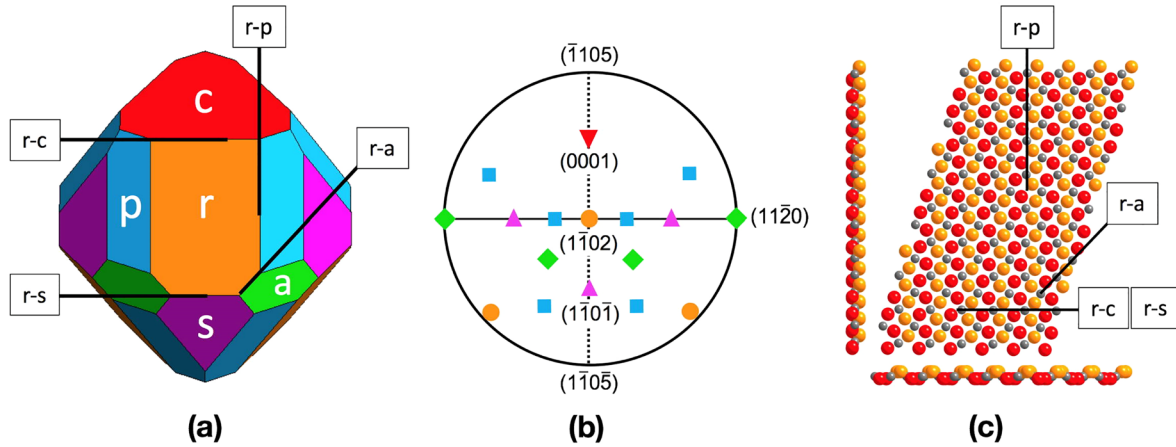 r-p
c
r-c
r-a
p
r
a
r-s
s
(a)
(1̅105)
(0001)
(112̅0)
(11̅02)
(11̅01̅)
(11̅05̅)
(b)
r-p
r-a
r-c
r-s
(c)